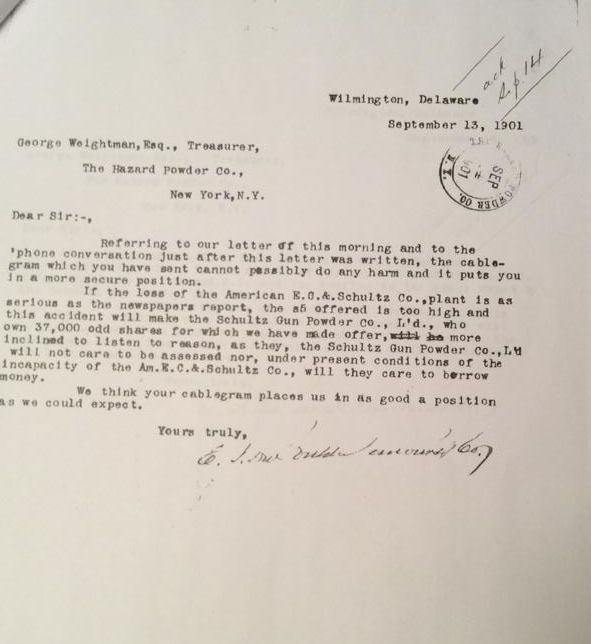 ack
Sep. 14
Wilmington, Delaware
September 13, 1901
George Weightman, Esq., Treasurer,
The Hazard Powder Co.,
New York, N.Y.
POWDER CO.
SEP
Dear Sir:-,
Referring to our letter of this morning and to the
'phone conversation just after this letter was written, the cable-
gram which you have sent cannot possibly do any harm and it puts you
in a more secure position.
If the loss of the American E.C.&.Schultz Co.,plant is as
serious as the newspapers report, the s5 offered is too high and
this accident will make the Schultz Gun Powder Co., L'd., who
own 37,000 odd shares for which we have made offer, will be more
inclined to listen to reason, as they, the Schultz Gun Powder Co.,L'd
will not care to be assessed nor, under present conditions of the
incapacity of the Am.E.C.&.Schultz Co., will they care to borrow
money.
We think your cablegram places us in as good a position
as we could expect.
Yours truly,
E. I. Co.